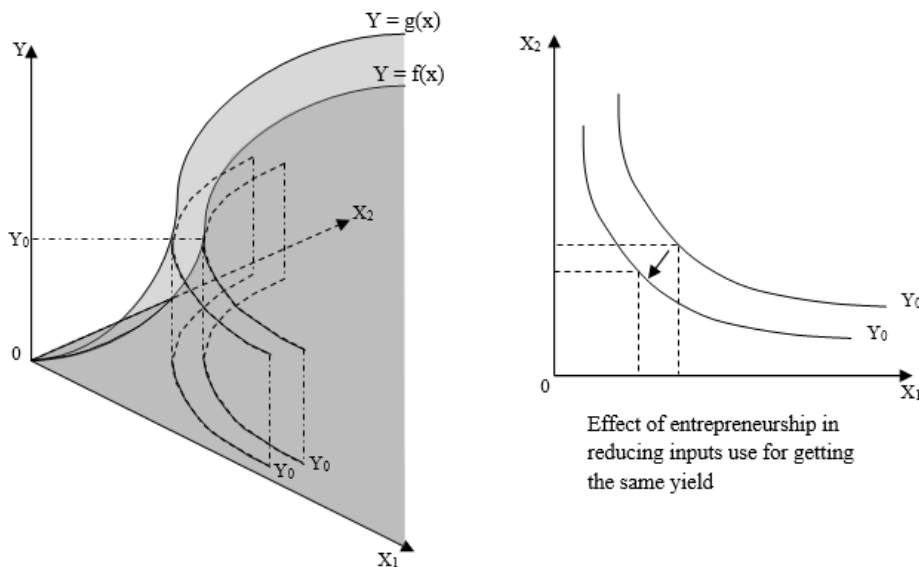 Y = g(x)
Y
Y = f(x)
X₂
Y₀
0
Y₀
Y₀
X₁
X₂
Y₀
Y₀
0
X₁
Effect of entrepreneurship in
reducing inputs use for getting
the same yield